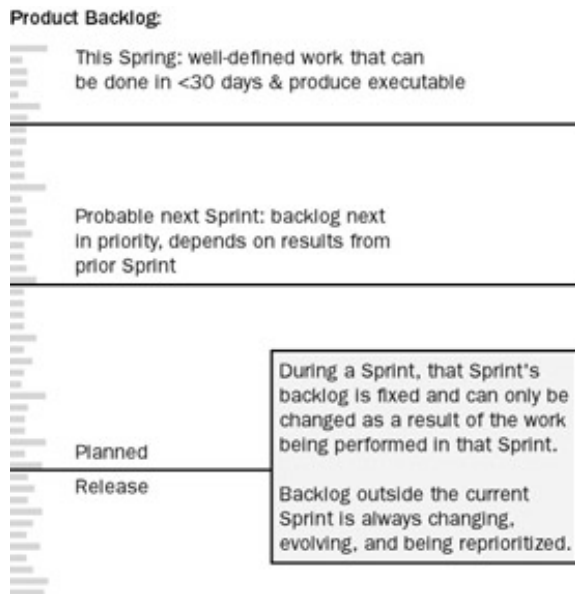 Product Backlog:
This Spring: well-defined work that can
be done in <30 days & produce executable
Probable next Sprint: backlog next
in priority, depends on results from
prior Sprint
Planned
Release
During a Sprint, that Sprint's
backlog is fixed and can only be
changed as a result of the work
being performed in that Sprint.
Backlog outside the current
Sprint is always changing,
evolving, and being reprioritized.